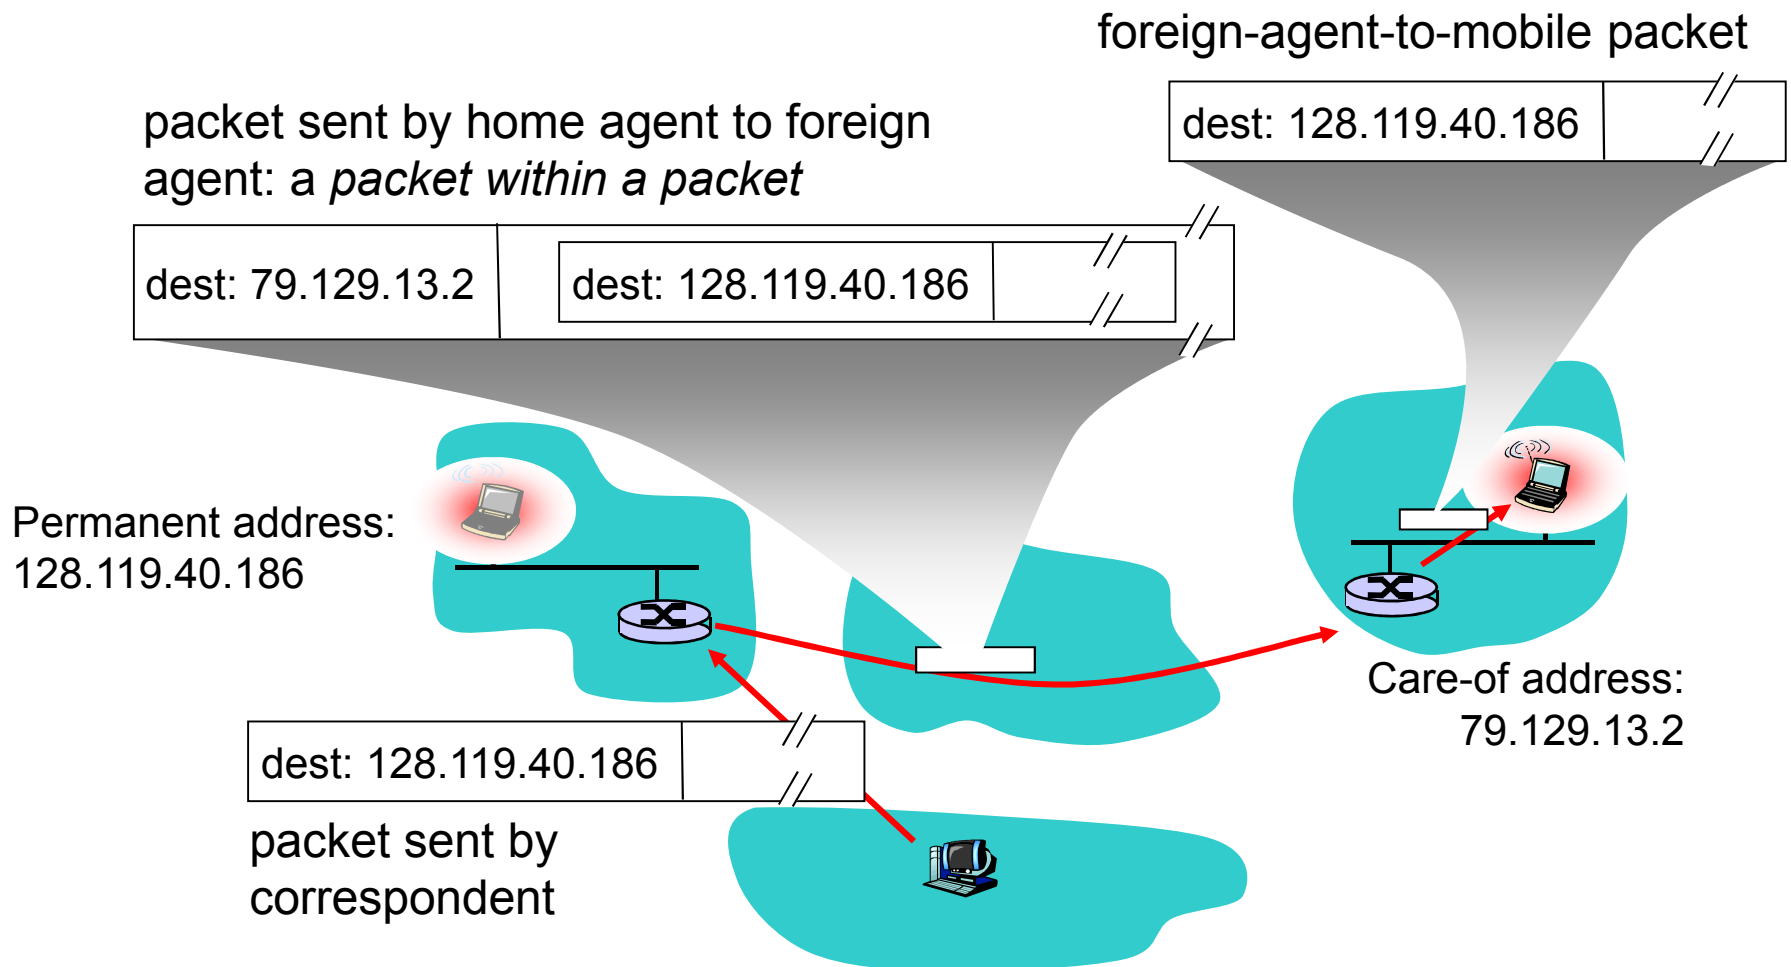 foreign-agent-to-mobile packet
dest: 128.119.40.186
packet sent by home agent to foreign
agent: a packet within a packet
dest: 79.129.13.2
dest: 128.119.40.186
Permanent address:
128.119.40.186
Care-of address:
79.129.13.2
dest: 128.119.40.186
packet sent by
correspondent